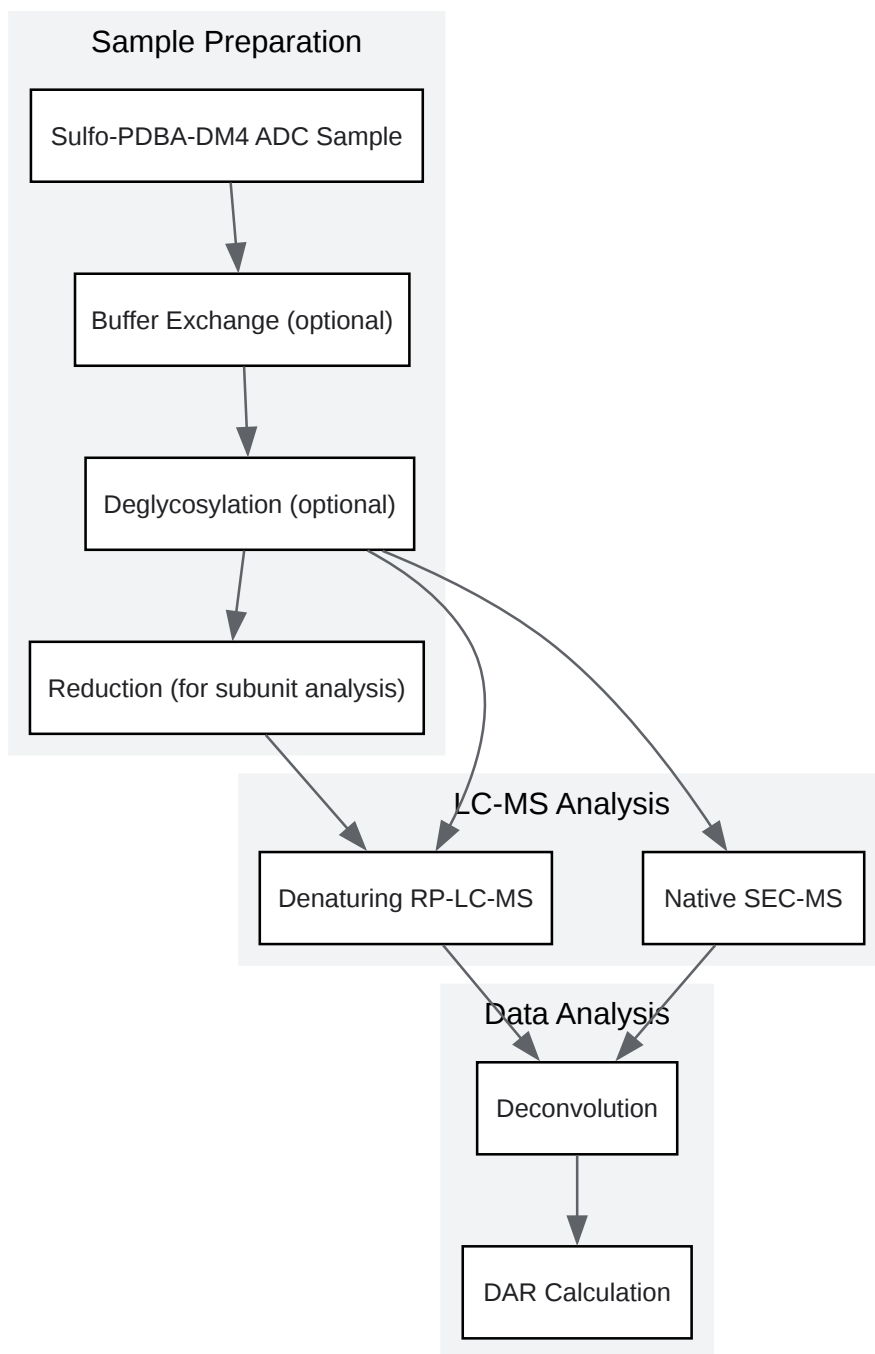 Sample Preparation
Sulfo-PDBA-DM4 ADC Sample
Buffer Exchange (optional)
Deglycosylation (optional)
Reduction (for subunit analysis)
LC-MS Analysis
Denaturing RP-LC-MS
Native SEC-MS
Data Analysis
Deconvolution
DAR Calculation